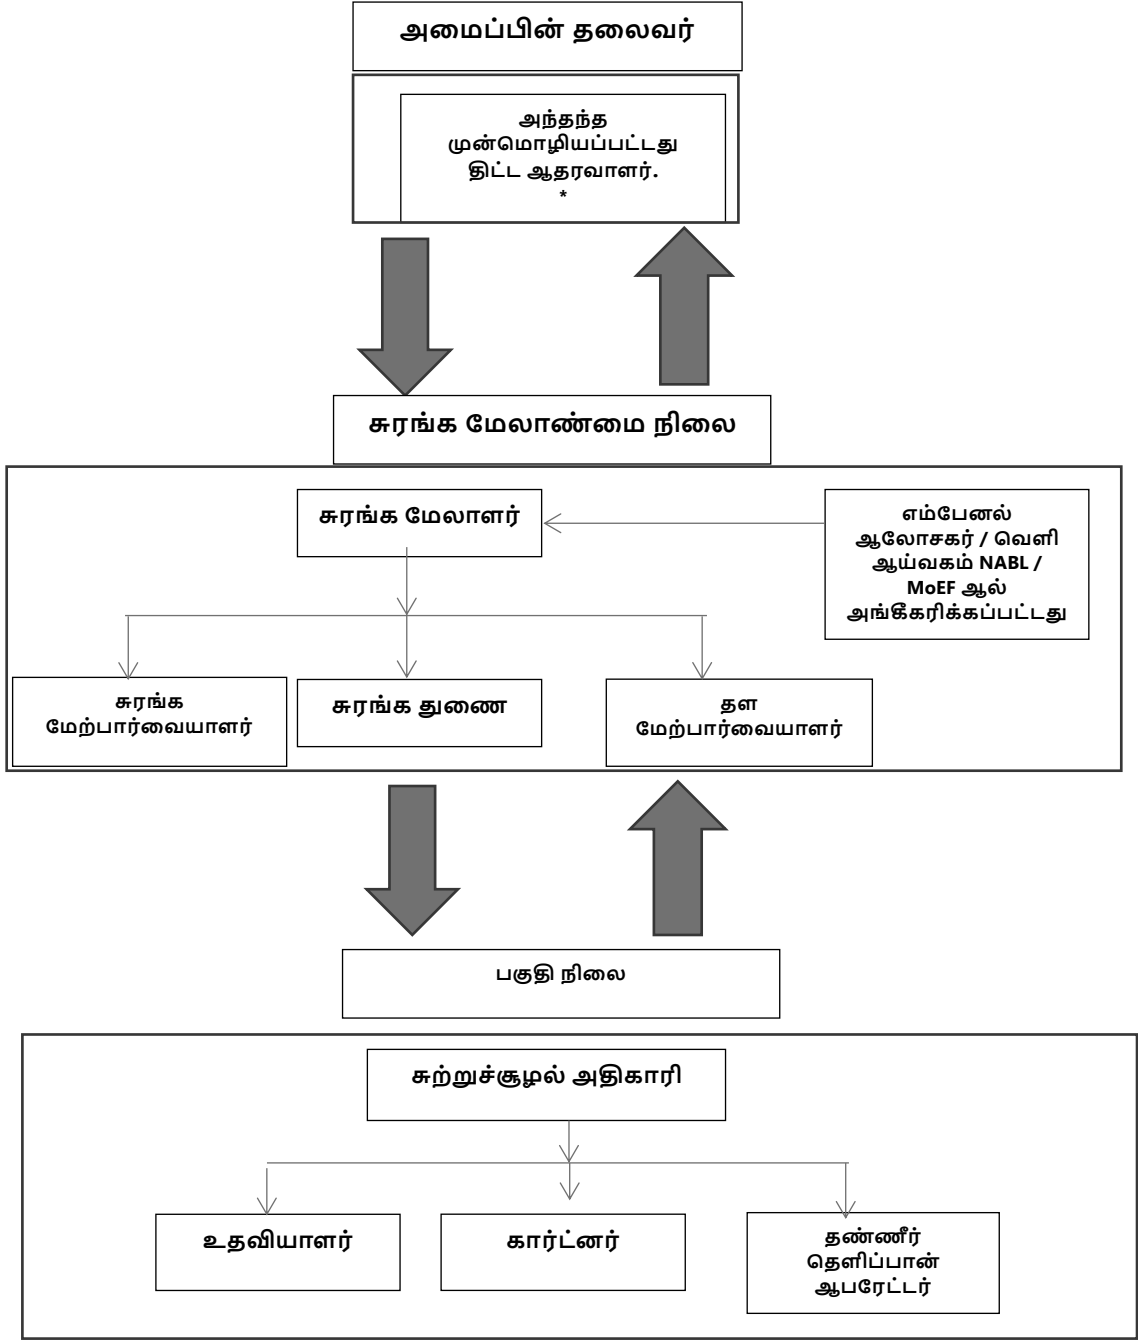 அமைப்பின் தலைவர்
அந்தந்த
முன்மொழியப்பட்டது
திட்ட ஆதரவாளர்.
*
சுரங்க மேலாண்மை நிலை
சுரங்க மேலாளர்
எம்பேனல்
ஆலோசகர் / வெளி
ஆய்வகம் NABL /
MoEF ஆல்
அங்கீகரிக்கப்பட்டது
சுரங்க
மேற்பார்வையாளர்
சுரங்க துணை
தள
மேற்பார்வையாளர்
பகுதி நிலை
சுற்றுச்சூழல் அதிகாரி
உதவியாளர்
கார்ட்னர்
தண்ணீர்
தெளிப்பான்
ஆபரேட்டர்